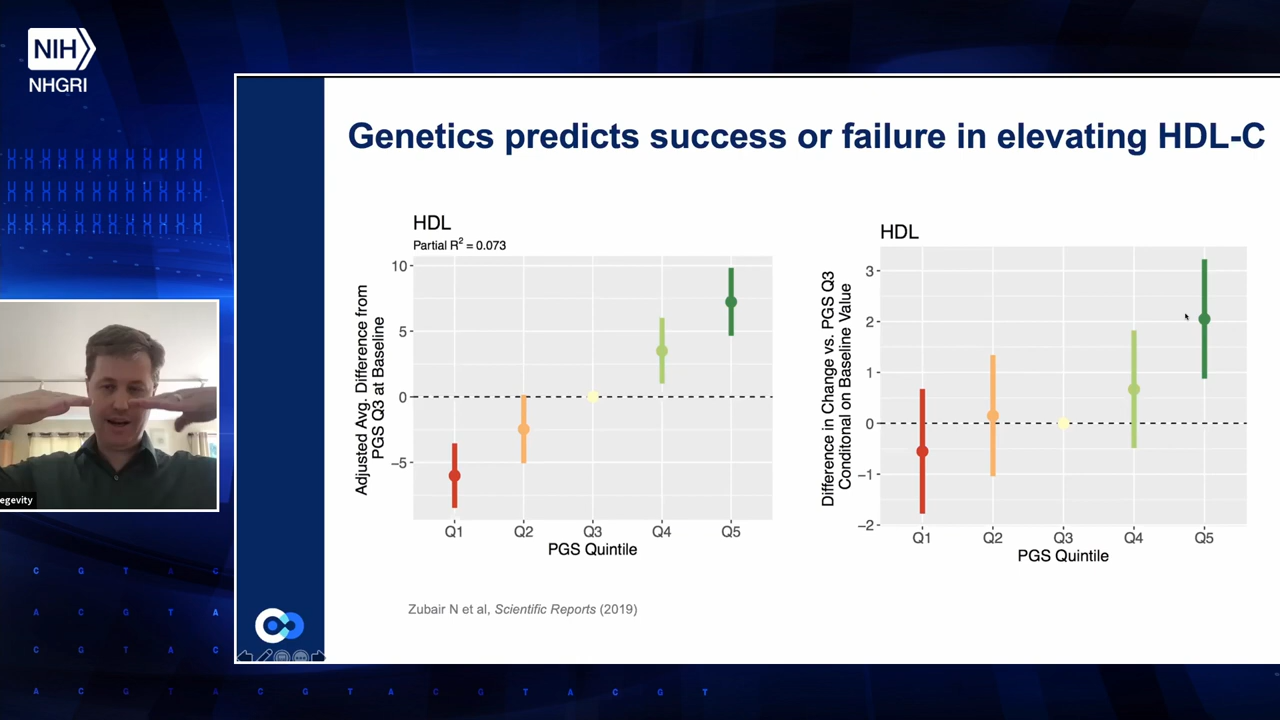 NIH
NHGRI
Genetics predicts success or failure in elevating HDL-C
HDL
Partial R² = 0.073
Adjusted Avg. Difference from
PGS Q3 at Baseline
10
5
0
−5
Q1 Q2 Q3 Q4 Q5
PGS Quintile
HDL
Difference in Change vs. PGS Q3
Conditonal on Baseline Value
3
2
1
0
−1
−2
Q1 Q2 Q3 Q4 Q5
PGS Quintile
Zubair N et al, Scientific Reports (2019)
egevity
C G T A C
A C G T A
C G T A C
A C G T A C G T A C G T A C G T